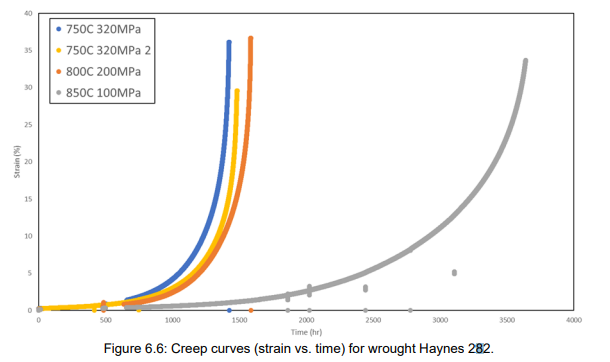 40
35
30
25
20
15
10
5
0
Strain (%)
750C 320MPa
750C 320MPa 2
800C 200MPa
850C 100MPa
0 500 1000 1500 2000 2500 3000 3500 4000
Time (hr)
Figure 6.6: Creep curves (strain vs. time) for wrought Haynes 282.